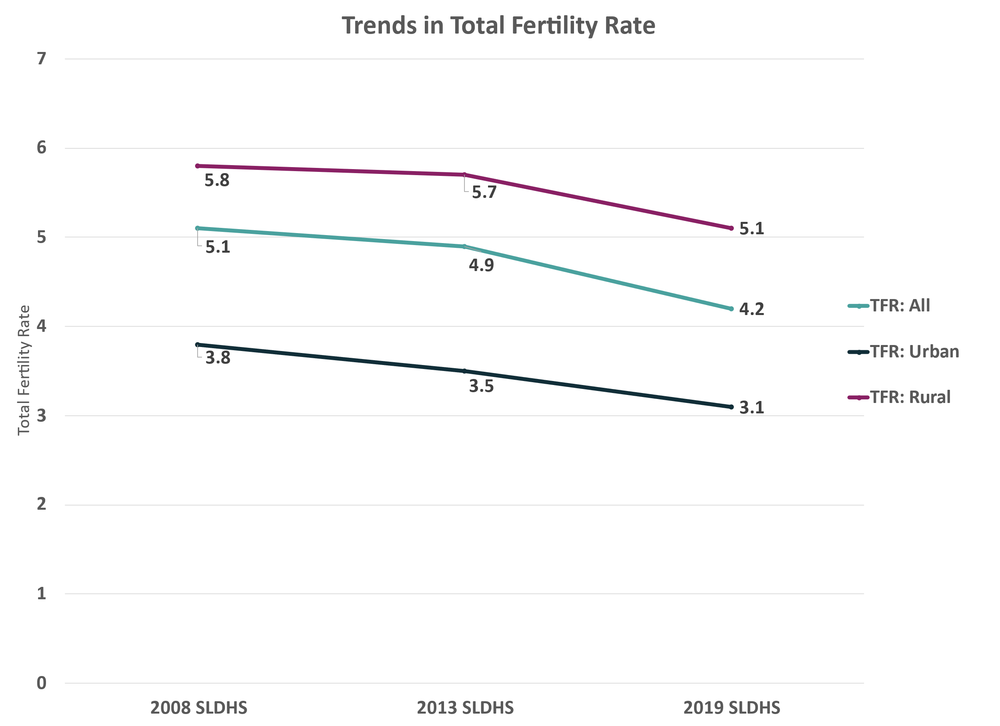 Trends in Total Fertility Rate
7
6
5
4
3
2
1
0
Total Fertility Rate
5.8
5.7
5.1
5.1
4.9
4.2
3.8
3.5
3.1
TFR: All
TFR: Urban
TFR: Rural
2008 SLDHS
2013 SLDHS
2019 SLDHS